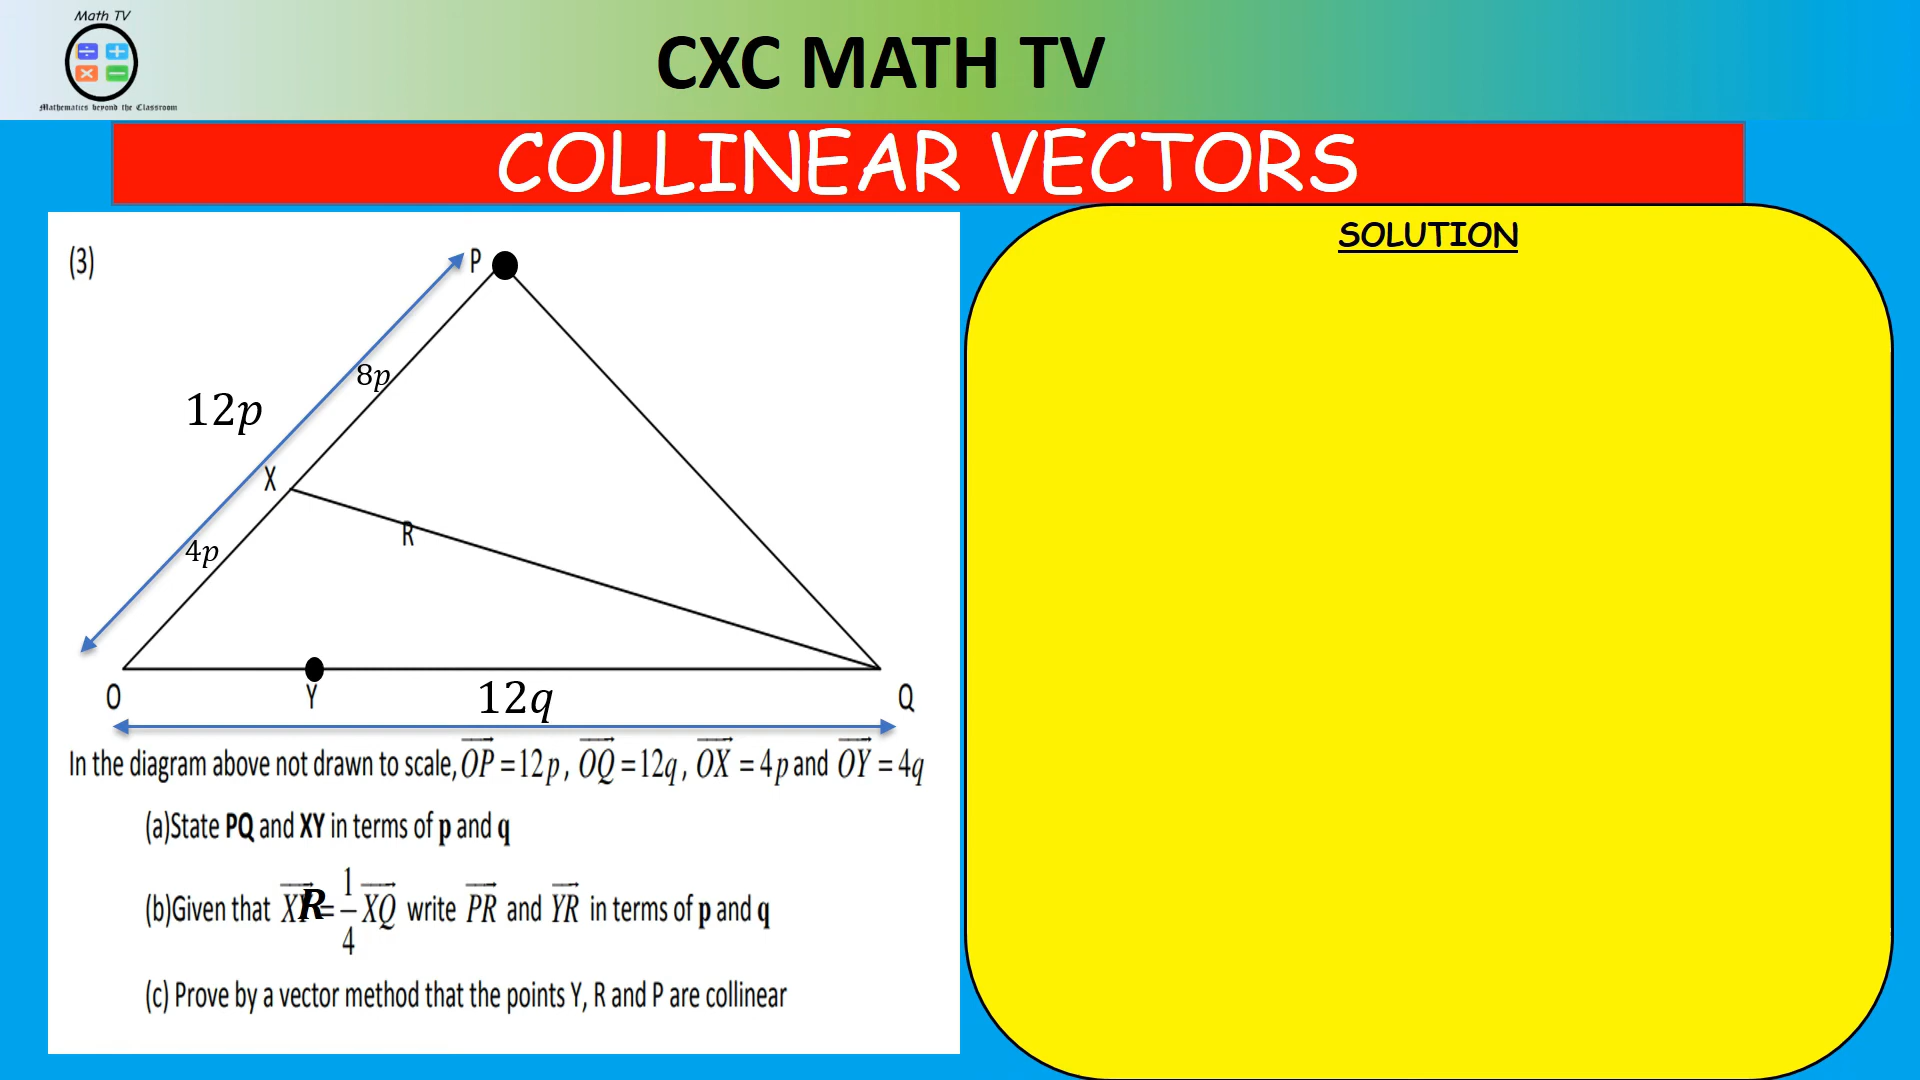 Math TV
Mathematics beyond the Classroom
CXC MATH TV
COLLINEAR VECTORS
(3)
P
8p
12p
X
R
4p
O
Y
12q
Q
In the diagram above not drawn to scale, OP = 12p, OQ = 12q, OX = 4p and OY = 4q
(a)State PQ and XY in terms of p and q
(b)Given that XR = 1/4 XQ write PR and YR in terms of p and q
(c) Prove by a vector method that the points Y, R and P are collinear
SOLUTION